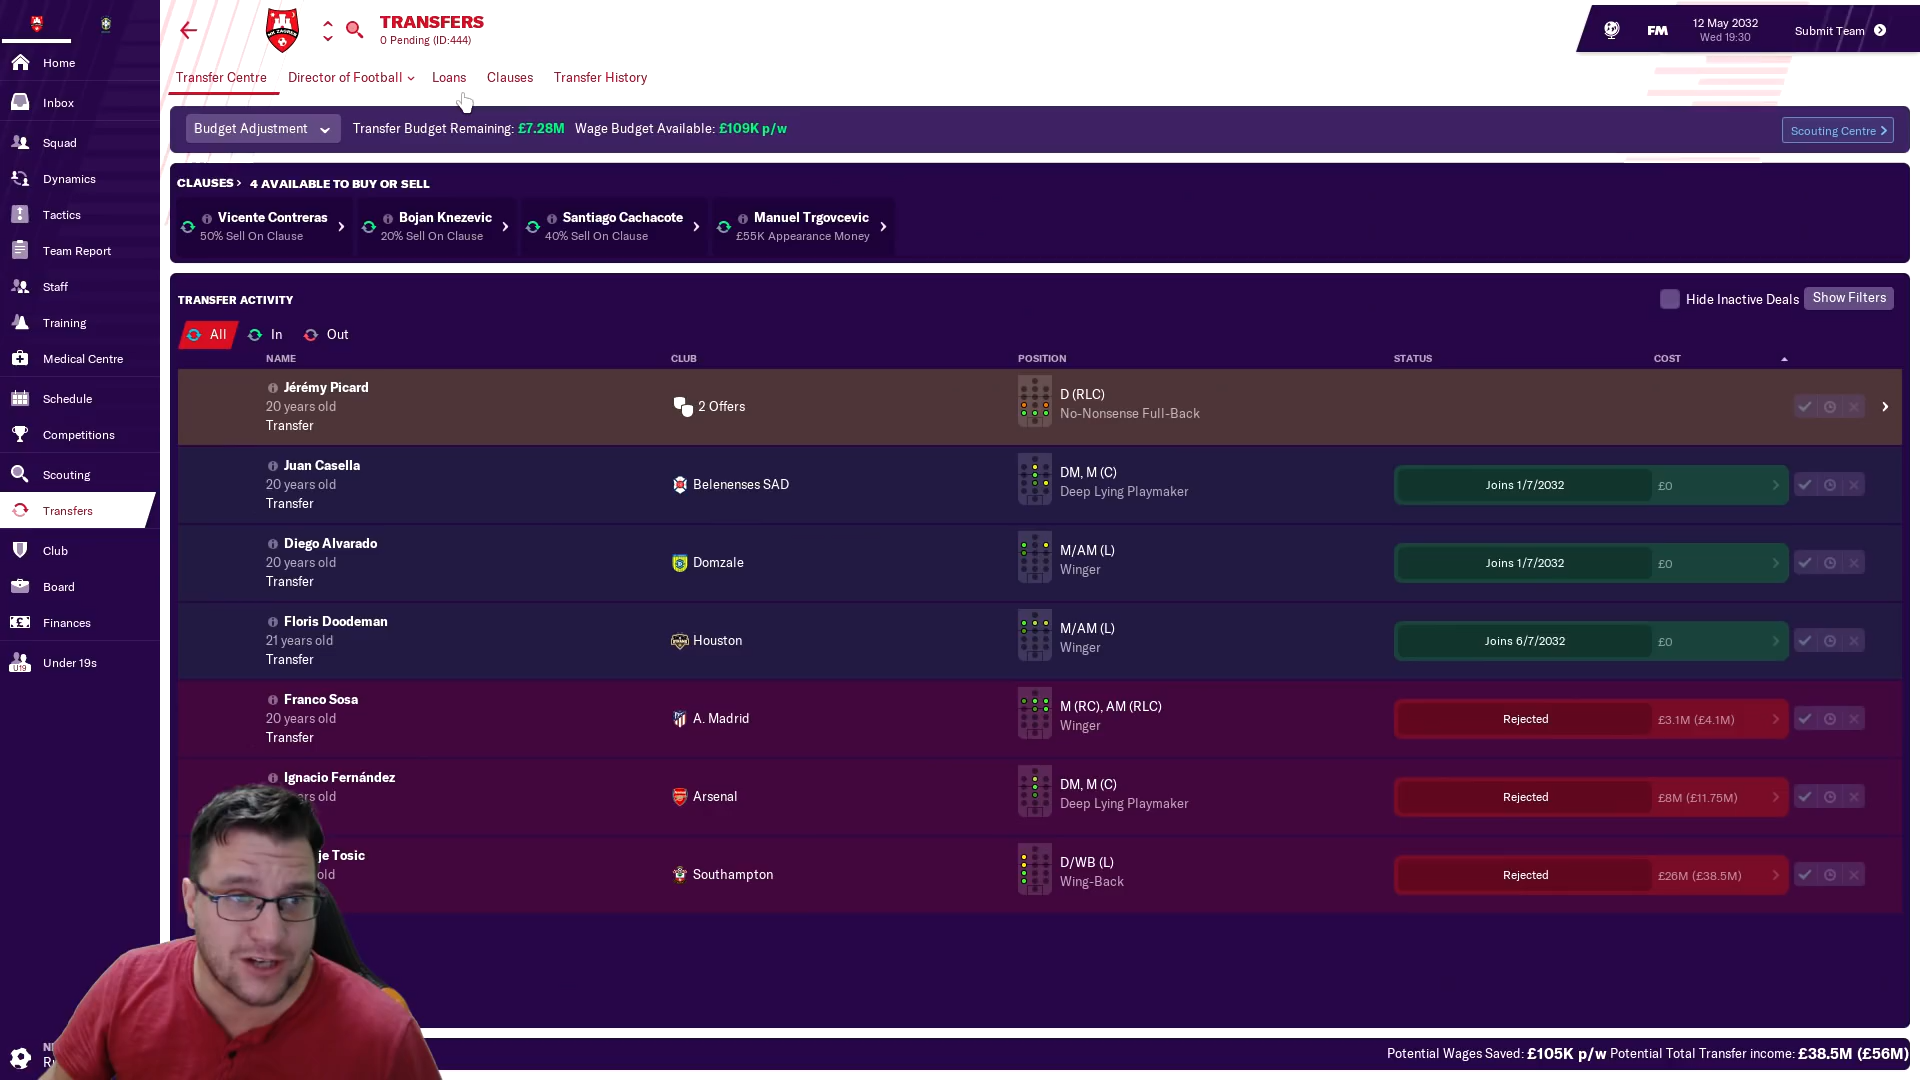 TRANSFERS
0 Pending (ID:444)
FM
12 May 2032
Wed 19:30
Submit Team
Home
Inbox
Squad
Dynamics
Tactics
Team Report
Staff
Training
Medical Centre
Schedule
Competitions
Scouting
Transfers
Club
Board
Finances
U19
Under 19s
Transfer Centre
Director of Football
Loans
Clauses
Transfer History
Budget Adjustment
Transfer Budget Remaining: £7.28M Wage Budget Available: £109K p/w
Scouting Centre
CLAUSES > 4 AVAILABLE TO BUY OR SELL
Vicente Contreras
50% Sell On Clause
Bojan Knezevic
20% Sell On Clause
Santiago Cachacote
40% Sell On Clause
Manuel Trgovcevic
£55K Appearance Money
TRANSFER ACTIVITY
Hide Inactive Deals
Show Filters
All
In
Out
NAME CLUB POSITION STATUS COST
Jérémy Picard
20 years old
Transfer
2 Offers
D (RLC)
No-Nonsense Full-Back
Juan Casella
20 years old
Transfer
Belenenses SAD
DM, M (C)
Deep Lying Playmaker
Joins 1/7/2032
£0
Diego Alvarado
20 years old
Transfer
Domzale
M/AM (L)
Winger
Joins 1/7/2032
£0
Floris Doodeman
21 years old
Transfer
Houston
M/AM (L)
Winger
Joins 6/7/2032
£0
Franco Sosa
20 years old
Transfer
A. Madrid
M (RC), AM (RLC)
Winger
Rejected
£3.1M (£4.1M)
Ignacio Fernández
ars old
Arsenal
DM, M (C)
Deep Lying Playmaker
Rejected
£8M (£11.75M)
je Tosic
old
Southampton
D/WB (L)
Wing-Back
Rejected
£26M (£38.5M)
Potential Wages Saved: £105K p/w Potential Total Transfer income: £38.5M (£56M)